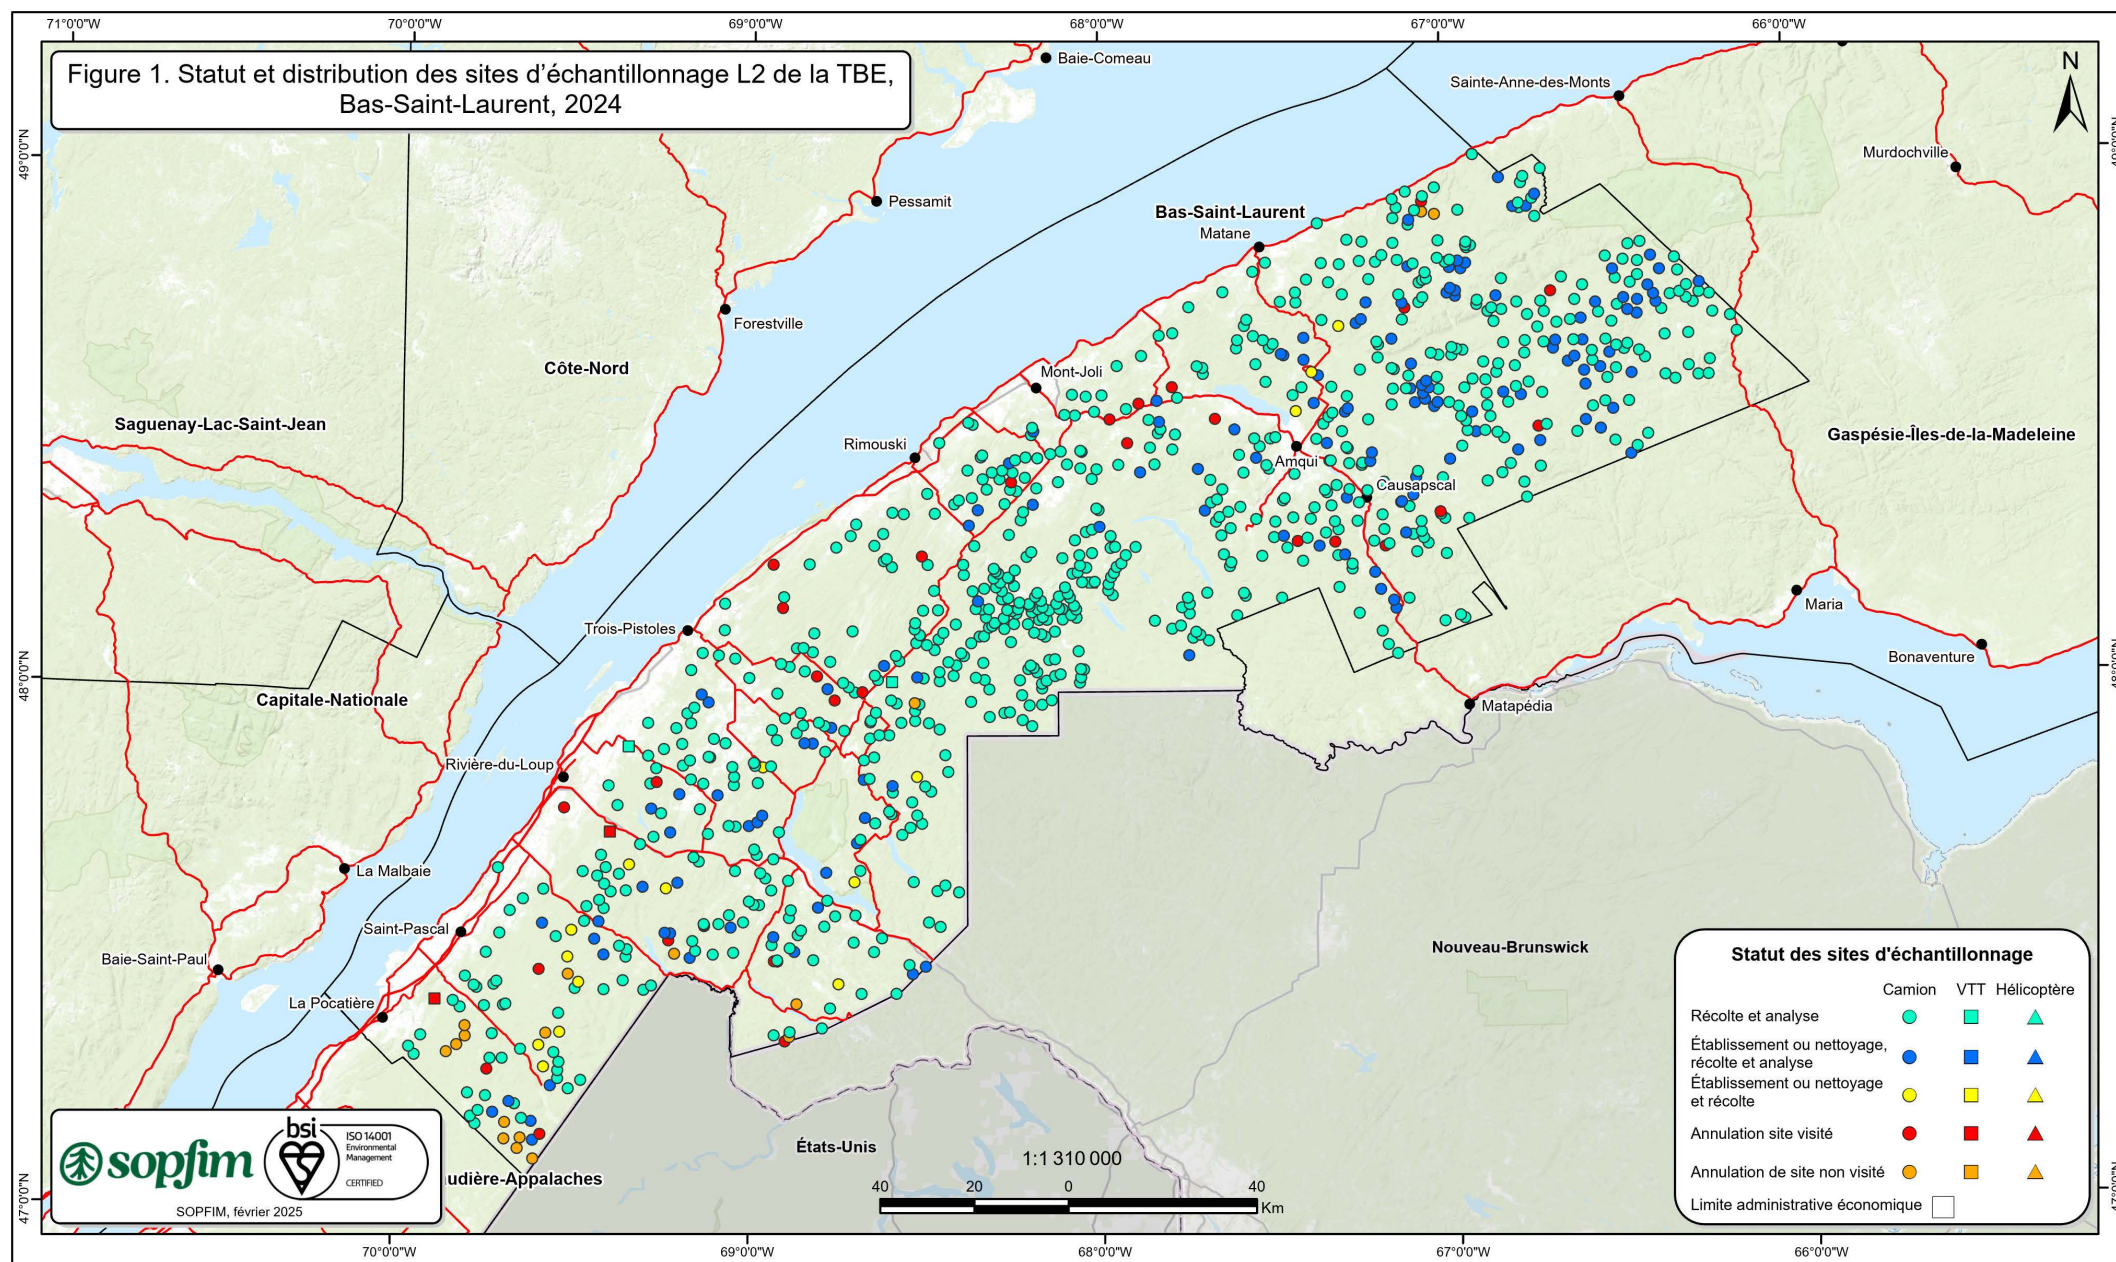 71°0'0"W
70°0'0"W
69°0'0"W
68°0'0"W
67°0'0"W
66°0'0"W
Figure 1. Statut et distribution des sites d'échantillonnage L2 de la TBE,
Bas-Saint-Laurent, 2024
N
Baie-Comeau
Sainte-Anne-des-Monts
49°0'0"N
Murdochville
Pessamit
Bas-Saint-Laurent
Matane
Forestville
Côte-Nord
Mont-Joli
Saguenay-Lac-Saint-Jean
Gaspésie-Îles-de-la-Madeleine
Rimouski
Amqui
Causapscal
Maria
Trois-Pistoles
Bonaventure
48°0'0"N
48°0'0"N
Capitale-Nationale
Matapédia
Rivière-du-Loup
La Malbaie
Saint-Pascal
Baie-Saint-Paul
Nouveau-Brunswick
La Pocatière
Statut des sites d'échantillonnage
Camion VTT Hélicoptère
Récolte et analyse
Établissement ou nettoyage,
récolte et analyse
Établissement ou nettoyage
et récolte
Annulation site visité
Annulation de site non visité
Limite administrative économique
États-Unis
1:1 310 000
40 20 0 40
Km
audière-Appalaches
sopfim
bsi
ISO 14001
Environmental
Management
CERTIFIED
SOPFIM, février 2025
47°0'0"N
70°0'0"W
69°0'0"W
68°0'0"W
67°0'0"W
66°0'0"W